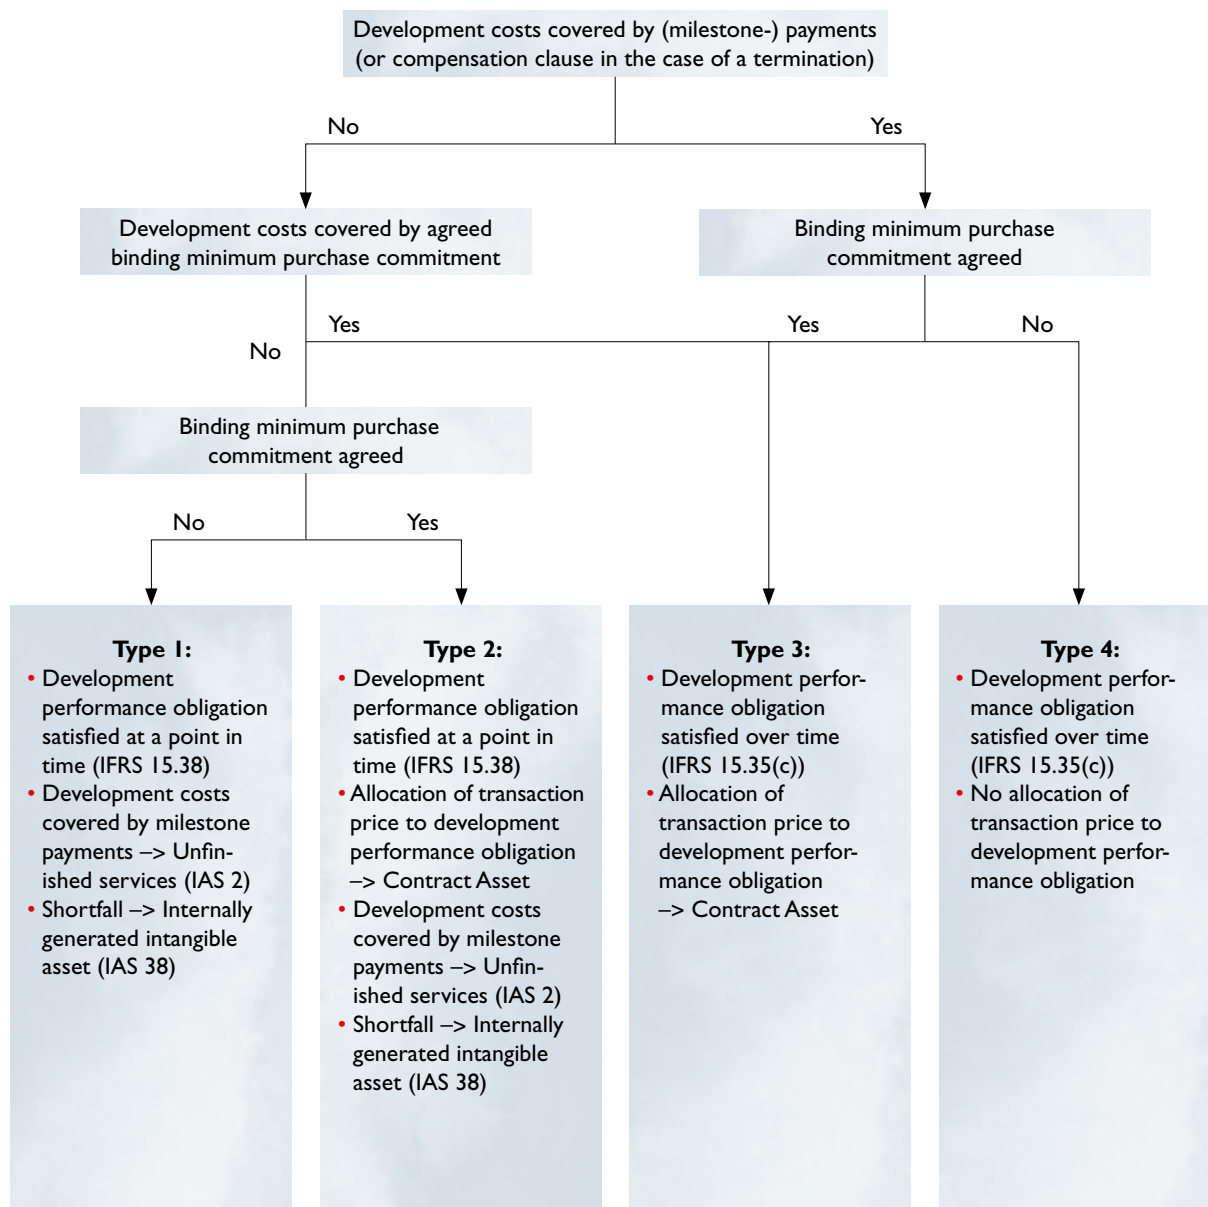 Development costs covered by (milestone-) payments
(or compensation clause in the case of a termination)
No
Yes
Development costs covered by agreed
binding minimum purchase commitment
Binding minimum purchase
commitment agreed
Yes
Yes
No
No
Binding minimum purchase
commitment agreed
No
Yes
Type 1:
• Development
performance obligation
satisfied at a point in
time (IFRS 15.38)
• Development costs
covered by milestone
payments –> Unfin-
ished services (IAS 2)
• Shortfall –> Internally
generated intangible
asset (IAS 38)
Type 2:
• Development
performance obligation
satisfied at a point in
time (IFRS 15.38)
• Allocation of transaction
price to development
performance obligation
–> Contract Asset
• Development costs
covered by milestone
payments –> Unfin-
ished services (IAS 2)
• Shortfall –> Internally
generated intangible
asset (IAS 38)
Type 3:
• Development perfor-
mance obligation
satisfied over time
(IFRS 15.35(c))
• Allocation of
transaction price to
development perfor-
mance obligation
–> Contract Asset
Type 4:
• Development perfor-
mance obligation
satisfied over time
(IFRS 15.35(c))
• No allocation of
transaction price to
development perfor-
mance obligation